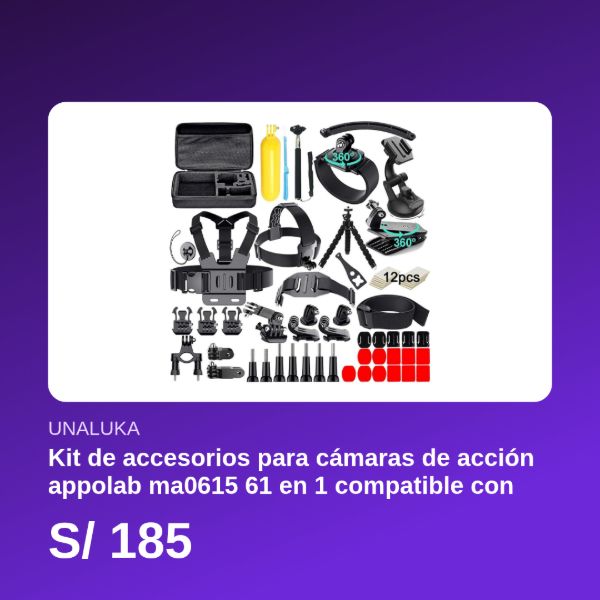 360°
360°
12pcs
UNALUKA
Kit de accesorios para cámaras de acción
appolab ma0615 61 en 1 compatible con
S/ 185